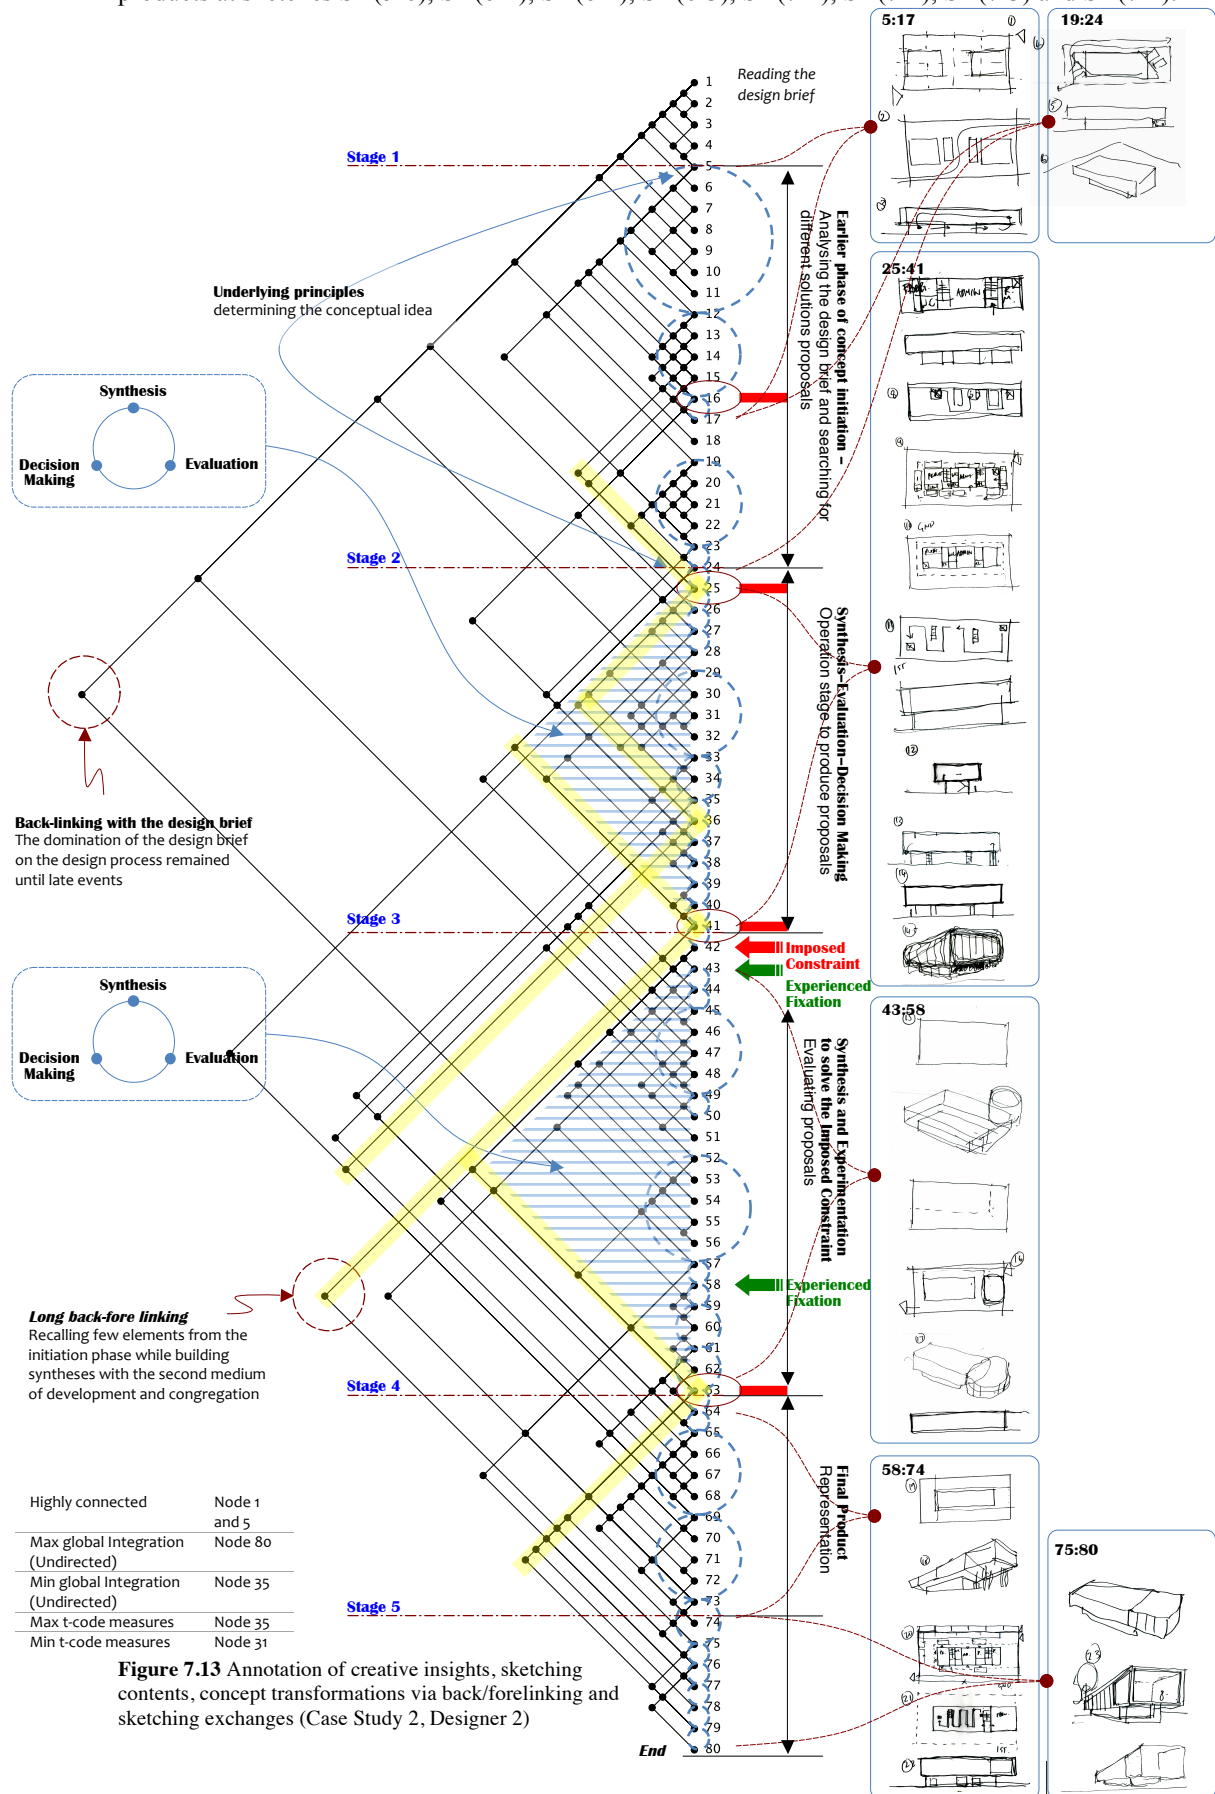 5:17
19:24
Reading the
design brief
1
2
3
4
Stage 1
5
6
7
8
9
10
11
12
13
14
15
16
17
18
19
20
21
22
23
24
25
26
27
28
29
30
31
32
33
34
35
36
37
38
39
40
41
42
43
44
45
46
47
48
49
50
51
52
53
54
55
56
57
58
59
60
61
62
63
64
65
66
67
68
69
70
71
72
73
74
75
76
77
78
79
80
End
Earlier phase of concept initiation –
Analysing the design brief and searching for
different solutions proposals
Underlying principles
determining the conceptual idea
25:41
ADMIN
Synthesis
Decision
Making
Evaluation
Stage 2
Synthesis–Evaluation–Decision Making
Operation stage to produce proposals
Back-linking with the design brief
The domination of the design brief
on the design process remained
until late events
Stage 3
Imposed
Constraint
Experienced
Fixation
Synthesis
Decision
Making
Evaluation
43:58
Synthesis and Experimentation
to solve the Imposed Constraint
Evaluating proposals
Experienced
Fixation
Long back-fore linking
Recalling few elements from the
initiation phase while building
syntheses with the second medium
of development and congregation
Stage 4
58:74
Final Product
Representation
75:80
Highly connected Node 1
and 5
Max global Integration Node 80
(Undirected)
Min global Integration Node 35
(Undirected)
Max t-code measures Node 35
Min t-code measures Node 31
Stage 5
Figure 7.13 Annotation of creative insights, sketching
contents, concept transformations via back/forelinking and
sketching exchanges (Case Study 2, Designer 2)